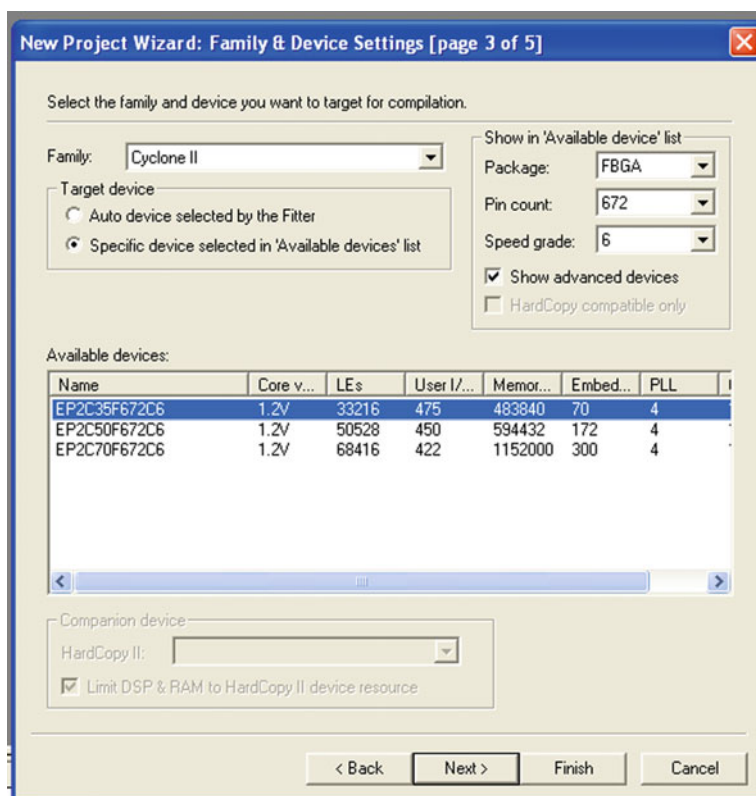 New Project Wizard: Family & Device Settings [page 3 of 5]
Select the family and device you want to target for compilation.
Family: Cyclone II
Target device
Auto device selected by the Fitter
Specific device selected in 'Available devices' list
Show in 'Available device' list
Package: FBGA
Pin count: 672
Speed grade: 6
Show advanced devices
HardCopy compatible only
Available devices:
Name Core v... LEs User I/... Memor... Embed... PLL
EP2C35F672C6 1.2V 33216 475 483840 70 4
EP2C50F672C6 1.2V 50528 450 594432 172 4
EP2C70F672C6 1.2V 68416 422 1152000 300 4
Companion device
HardCopy II:
Limit DSP & RAM to HardCopy II device resource
< Back Next > Finish Cancel